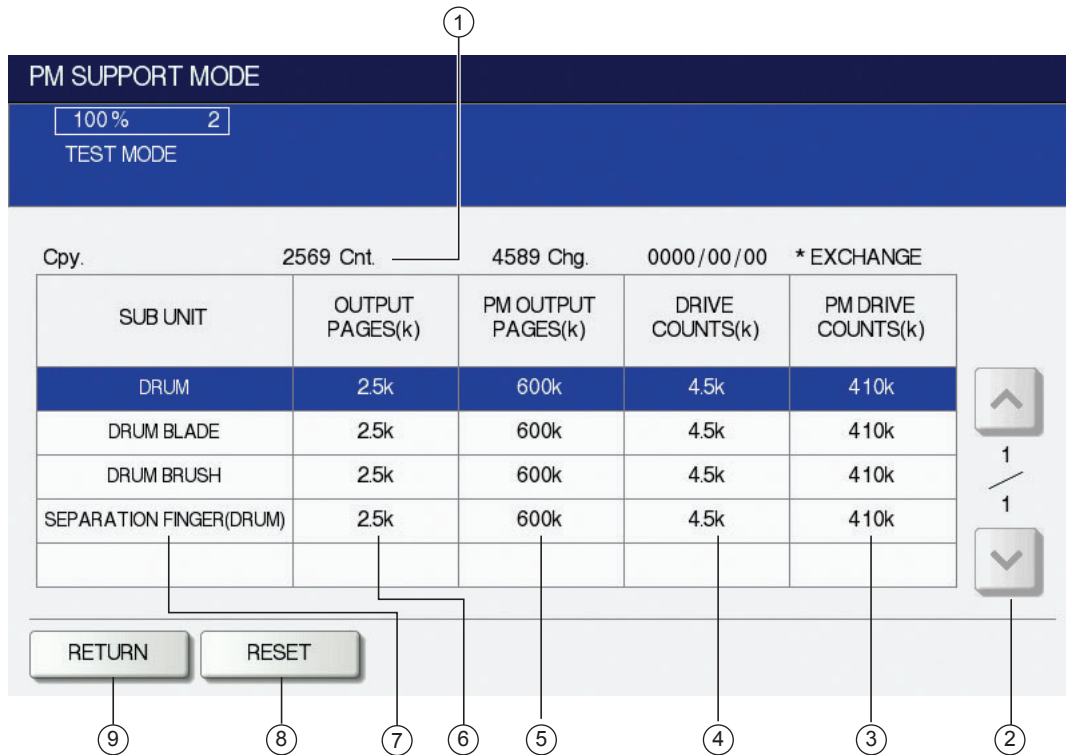 1
PM SUPPORT MODE
100% 2
TEST MODE
Cpy. 2569 Cnt. 4589 Chg. 0000/00/00 * EXCHANGE
SUB UNIT OUTPUT PAGES(k) PM OUTPUT PAGES(k) DRIVE COUNTS(k) PM DRIVE COUNTS(k)
DRUM 2.5k 600k 4.5k 410k
DRUM BLADE 2.5k 600k 4.5k 410k
DRUM BRUSH 2.5k 600k 4.5k 410k
SEPARATION FINGER(DRUM) 2.5k 600k 4.5k 410k
1
/
1
RETURN RESET
9 8 7 6 5 4 3 2